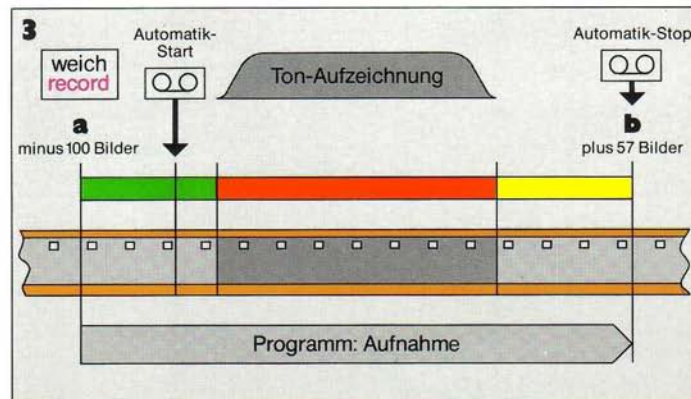 3
weich
record
Automatik-
Start
Ton-Aufzeichnung
Automatik-Stop
a
minus 100 Bilder
b
plus 57 Bilder
Programm: Aufnahme